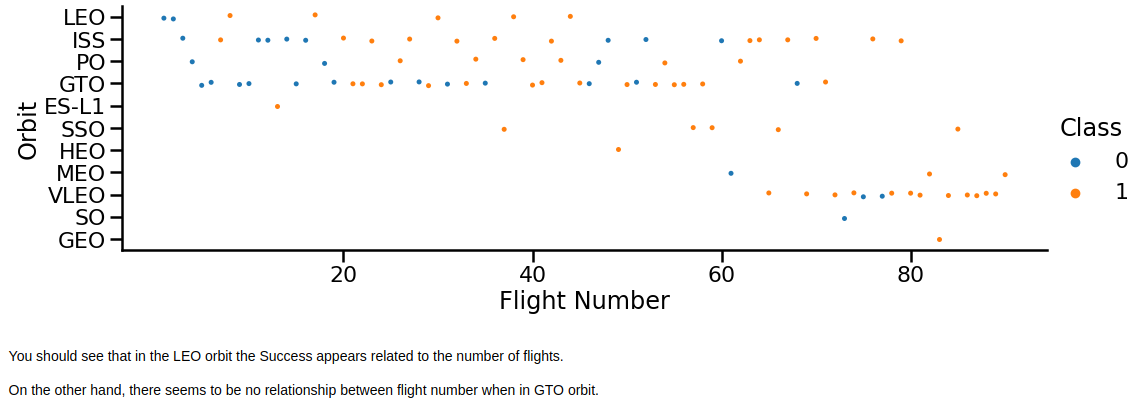 LEO
ISS
PO
GTO
ES-L1
SSO
HEO
MEO
VLEO
SO
GEO
Orbit
20 40 60 80
Flight Number
Class
0
1
You should see that in the LEO orbit the Success appears related to the number of flights.
On the other hand, there seems to be no relationship between flight number when in GTO orbit.